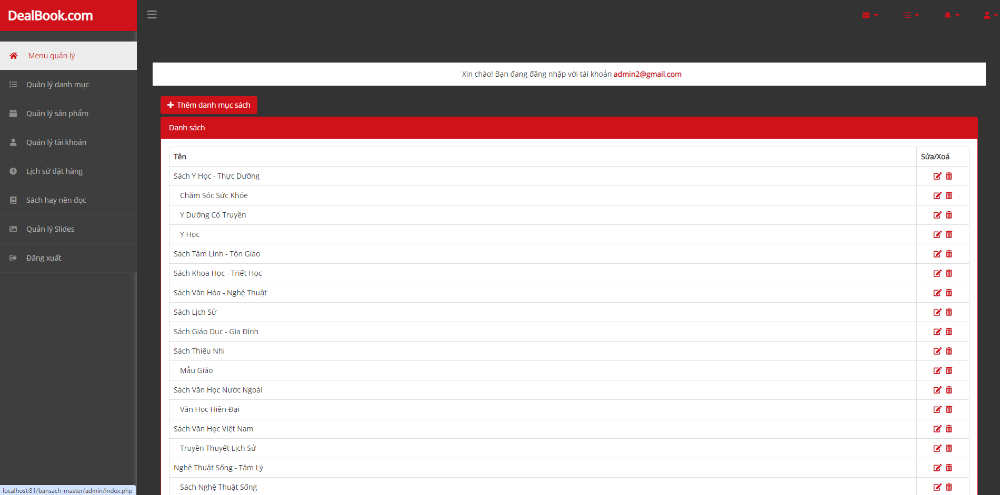 DealBook.com
Menu quản lý
Quản lý danh mục
Quản lý sản phẩm
Quản lý tài khoản
Lịch sử đặt hàng
Sách hay nên đọc
Quản lý Slides
Đăng xuất
Xin chào! Bạn đang đăng nhập với tài khoản admin2@gmail.com
Thêm danh mục sách
Danh sách
Tên Sửa/Xoá
Sách Y Học - Thực Dưỡng
Chăm Sóc Sức Khỏe
Y Dưỡng Cổ Truyền
Y Học
Sách Tâm Linh - Tôn Giáo
Sách Khoa Học - Triết Học
Sách Văn Hóa - Nghệ Thuật
Sách Lịch Sử
Sách Giáo Dục - Gia Đình
Sách Thiếu Nhi
Mẫu Giáo
Sách Văn Học Nước Ngoài
Văn Học Hiện Đại
Sách Văn Học Việt Nam
Truyền Thuyết Lịch Sử
Nghệ Thuật Sống - Tâm Lý
Sách Nghệ Thuật Sống
localhost:81/bansach-master/admin/index.php